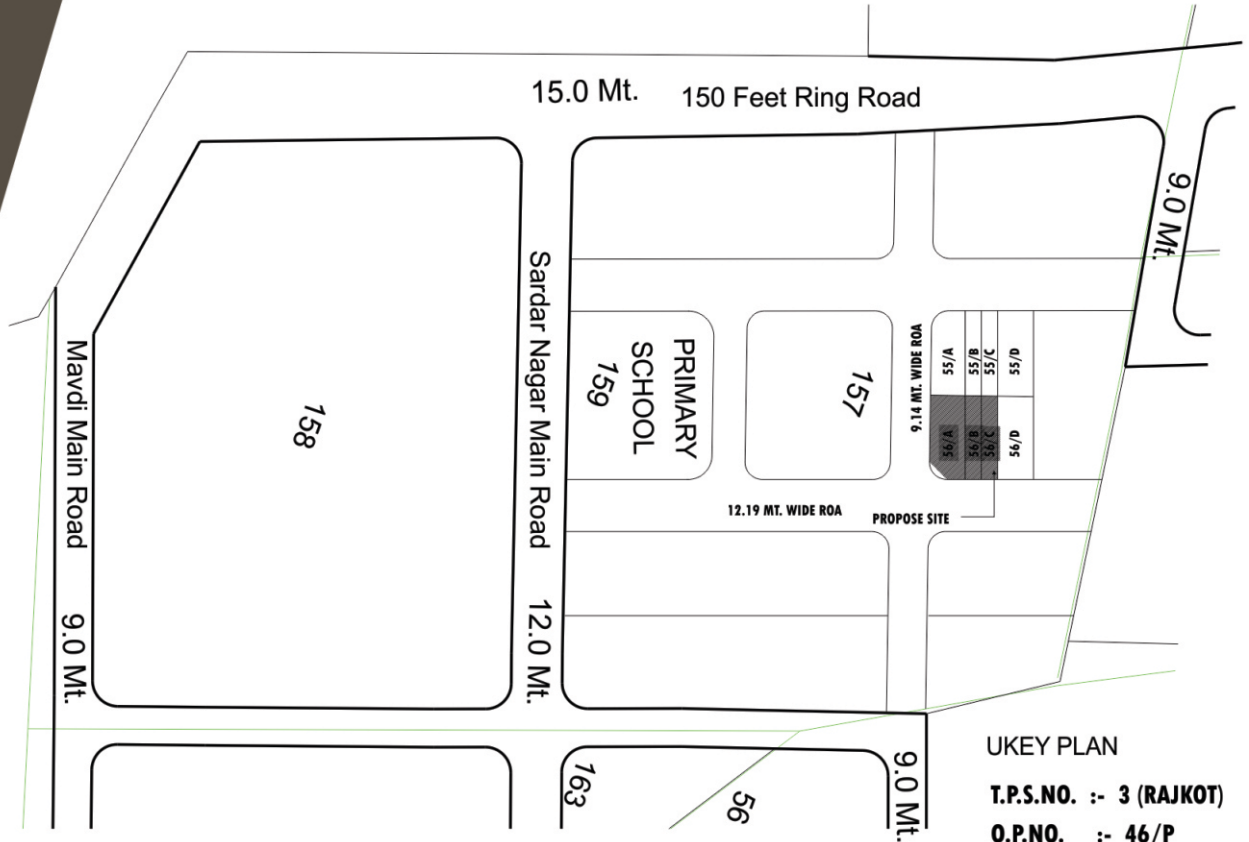 15.0 Mt. 150 Feet Ring Road
9.0 Mt.
Sardar Nagar Main Road 12.0 Mt.
Mavdi Main Road 9.0 Mt.
158
PRIMARY
SCHOOL
159
157
9.14 MT. WIDE ROA
55/A
55/B
55/C
55/D
56/A
56/B
56/C
56/D
12.19 MT. WIDE ROA
PROPOSE SITE
163
56
9.0 Mt.
UKEY PLAN
T.P.S.NO. :- 3 (RAJKOT)
O.P.NO. :- 46/P